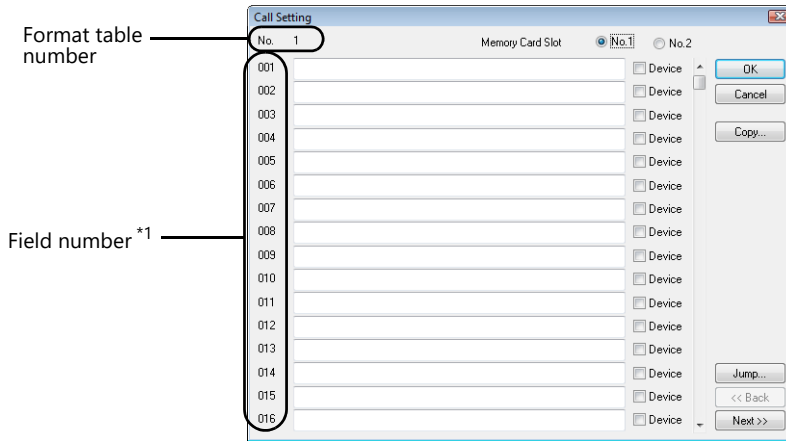 Call Setting
Format table
number
No. 1 Memory Card Slot No.1 No.2
001 Device OK
002 Device Cancel
003 Device
004 Device Copy...
005 Device
006 Device
007 Device
Field number *1
008 Device
009 Device
010 Device
011 Device
012 Device
013 Device
014 Device Jump...
015 Device << Back
016 Device Next >>